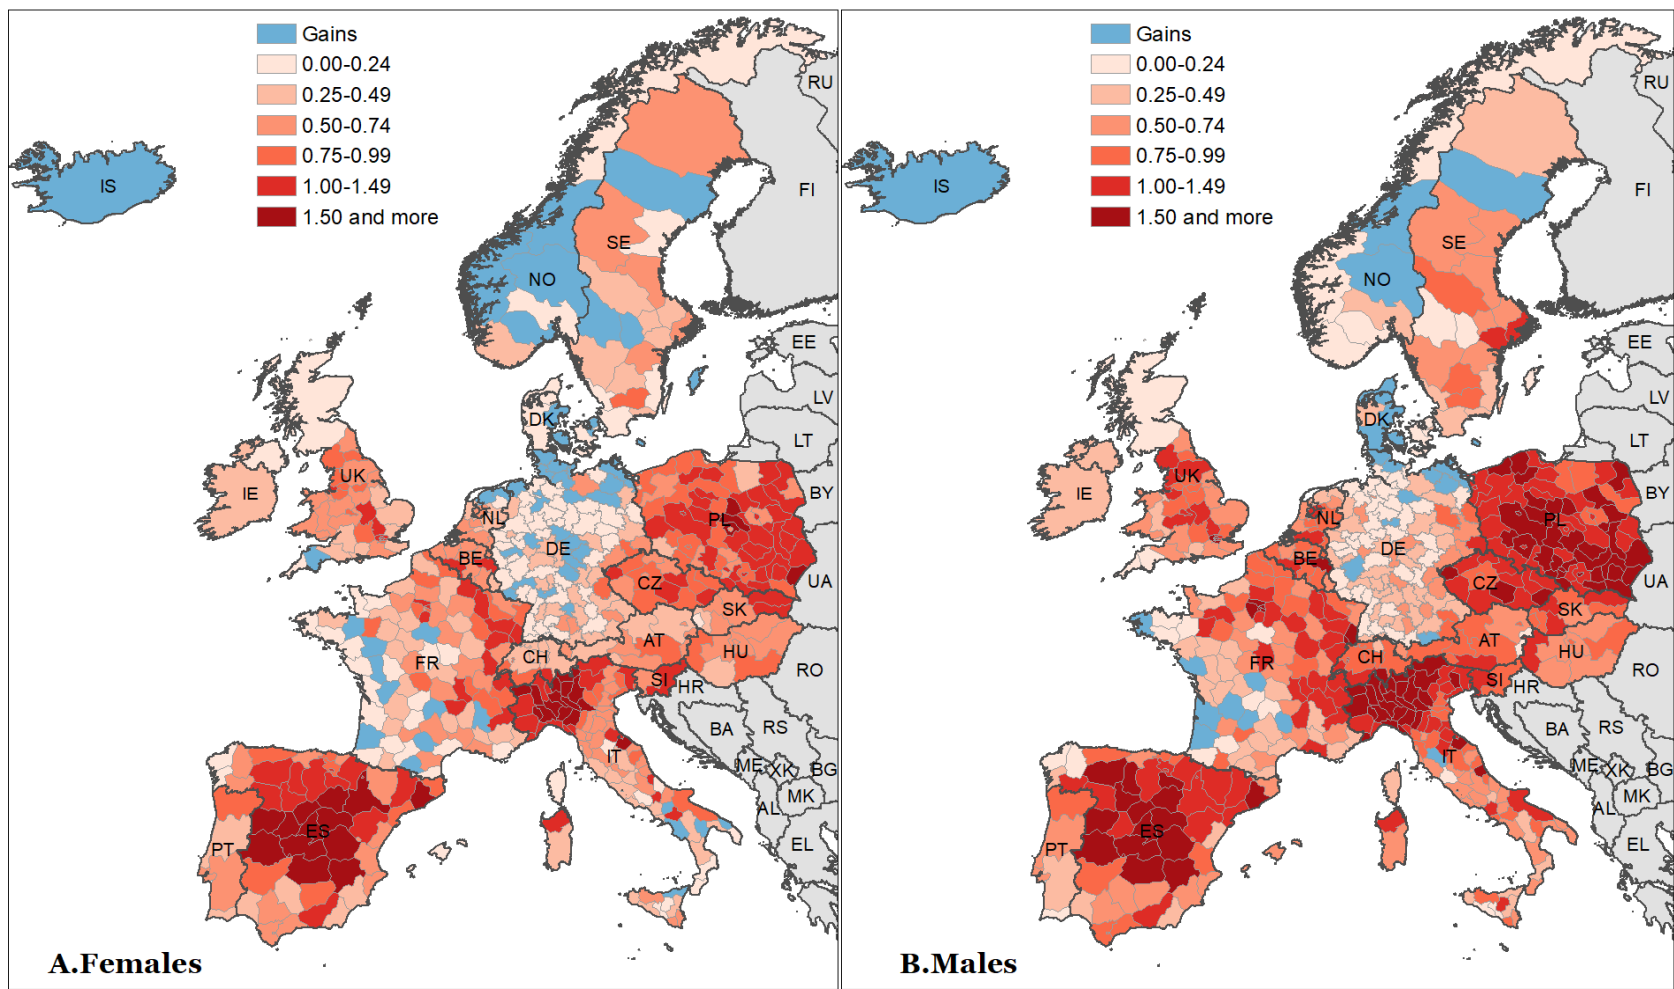 Gains
0.00-0.24
0.25-0.49
0.50-0.74
0.75-0.99
1.00-1.49
1.50 and more
RU
IS
FI
SE
NO
EE
LV
DK
LT
UK
BY
IE
NL
PL
DE
BE
UA
CZ
SK
AT
FR
CH
HU
RO
SI
HR
BA
RS
IT
ME
XK
BG
MK
AL
ES
EL
PT
A.Females
Gains
0.00-0.24
0.25-0.49
0.50-0.74
0.75-0.99
1.00-1.49
1.50 and more
RU
IS
FI
SE
NO
EE
LV
DK
LT
UK
BY
IE
NL
PL
DE
BE
UA
CZ
SK
AT
FR
CH
HU
RO
SI
HR
BA
RS
IT
ME
XK
BG
MK
AL
ES
EL
PT
B.Males